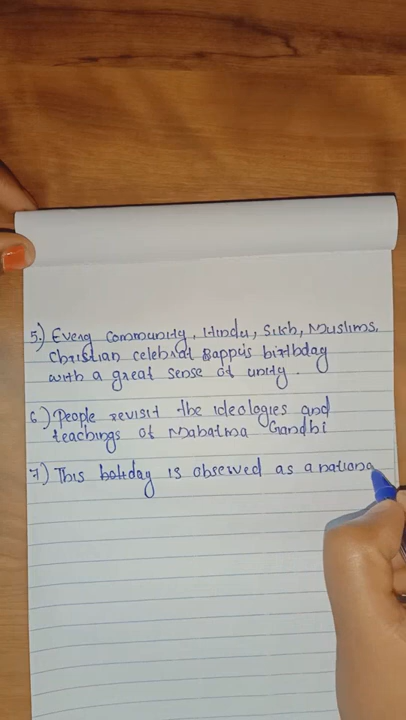 5.) Eveny Community, Hindu, Sikh, Muslims,
Christian celebrat Bappu's birthday
with a great sense of unity.
6.) People revisit the ideologies and
teachings of Mahatma Gandhi
7) This holiday is observed as a nationa